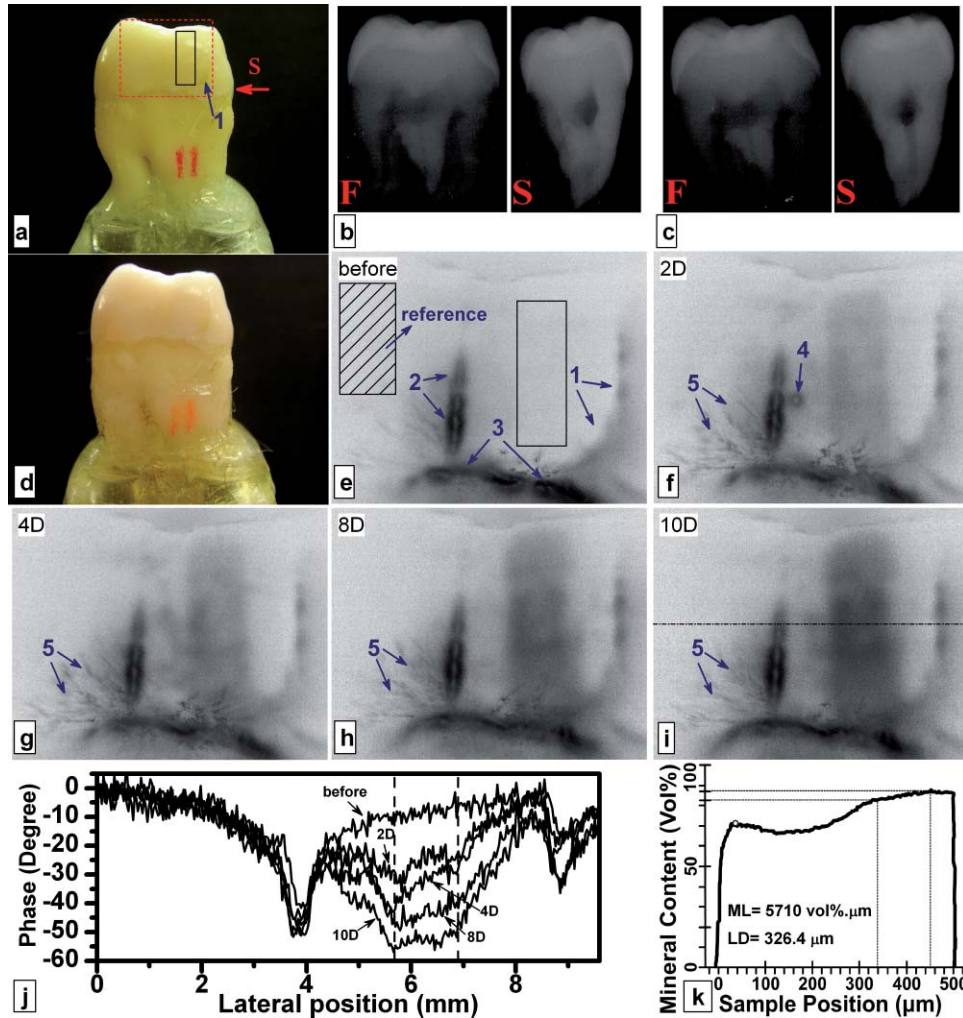 S
1
a
F
S
b
F
S
c
d
before
reference
2
1
3
e
2D
4
5
f
4D
5
g
8D
5
h
10D
5
i
Phase (Degree)
0
-10
-20
-30
-40
-50
-60
before
2D
4D
8D
10D
0 2 4 6 8
Lateral position (mm)
j
Mineral Content (Vol%)
100
50
0
ML= 5710 vol%.µm
LD= 326.4 µm
0 100 200 300 400 500
Sample Position (µm)
k